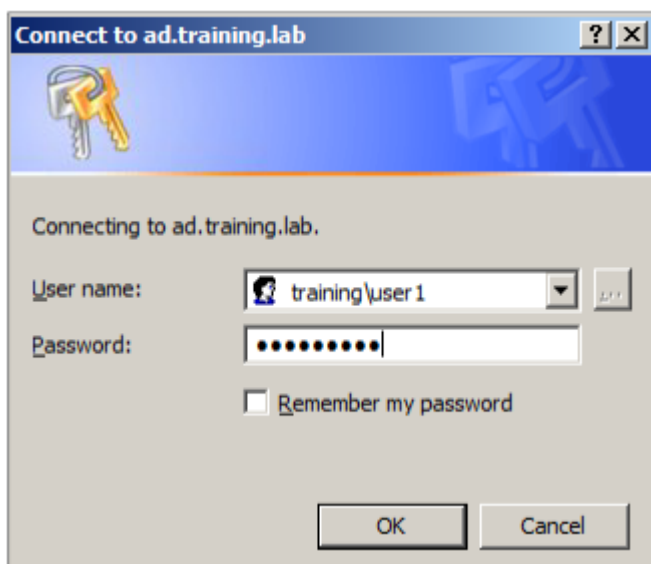 Connect to ad.training.lab
Connecting to ad.training.lab.
User name: training\user1
Password: ●●●●●●●●●
Remember my password
OK Cancel